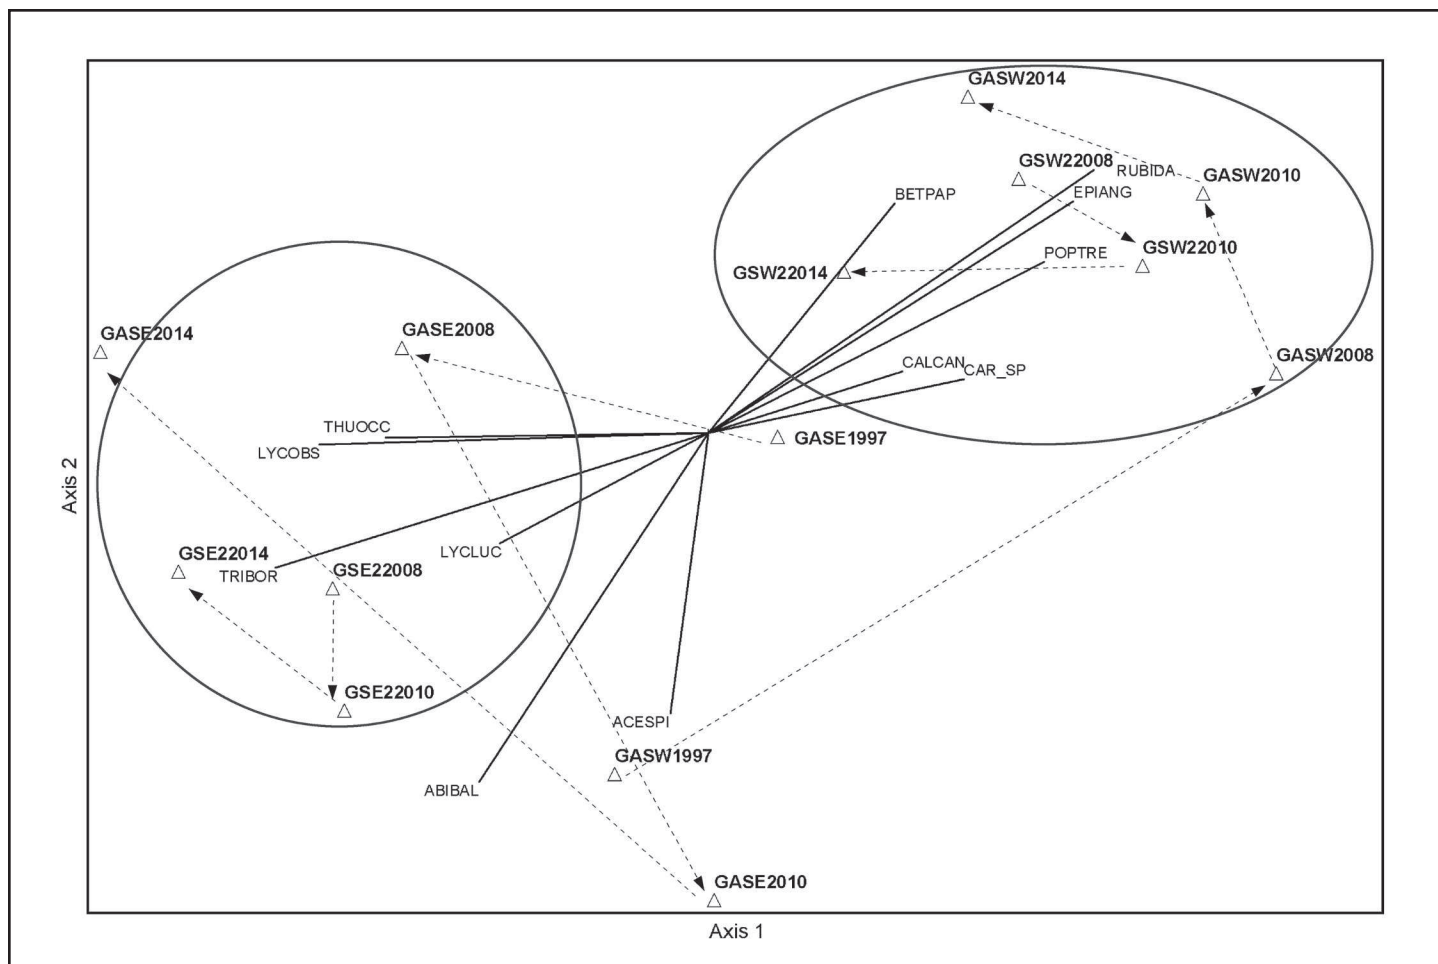 GASW2014
GSW22008
RUBIDA
GASW2010
BETPAP
EPIANG
GSW22010
POPTRE
GSW22014
GASE2014
GASE2008
GASW2008
CALCAN
CAR_SP
THUOCC
GASE1997
LYCOBS
Axis 2
GSE22014
LYCLUC
TRIBOR
GSE22008
GSE22010
ACESPI
GASW1997
ABIBAL
GASE2010
Axis 1